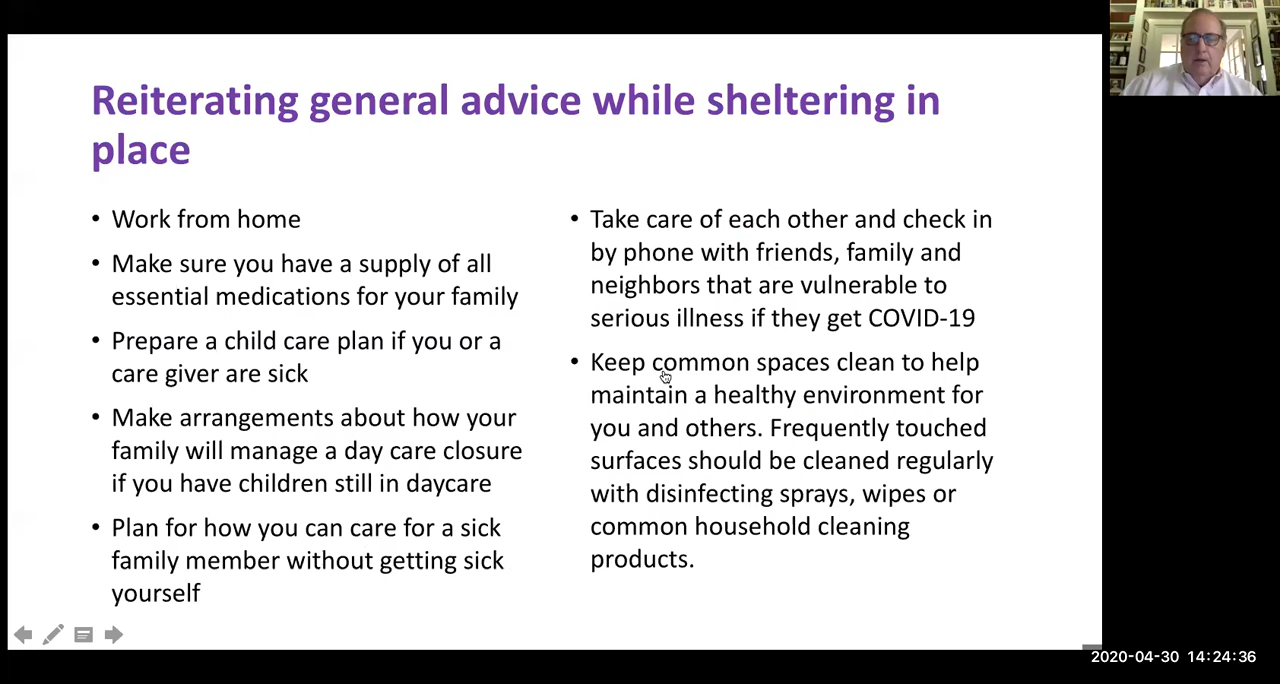 Reiterating general advice while sheltering in
place
• Work from home
• Make sure you have a supply of all
essential medications for your family
• Prepare a child care plan if you or a
care giver are sick
• Make arrangements about how your
family will manage a day care closure
if you have children still in daycare
• Plan for how you can care for a sick
family member without getting sick
yourself
• Take care of each other and check in
by phone with friends, family and
neighbors that are vulnerable to
serious illness if they get COVID-19
• Keep common spaces clean to help
maintain a healthy environment for
you and others. Frequently touched
surfaces should be cleaned regularly
with disinfecting sprays, wipes or
common household cleaning
products.
2020-04-30 14:24:36